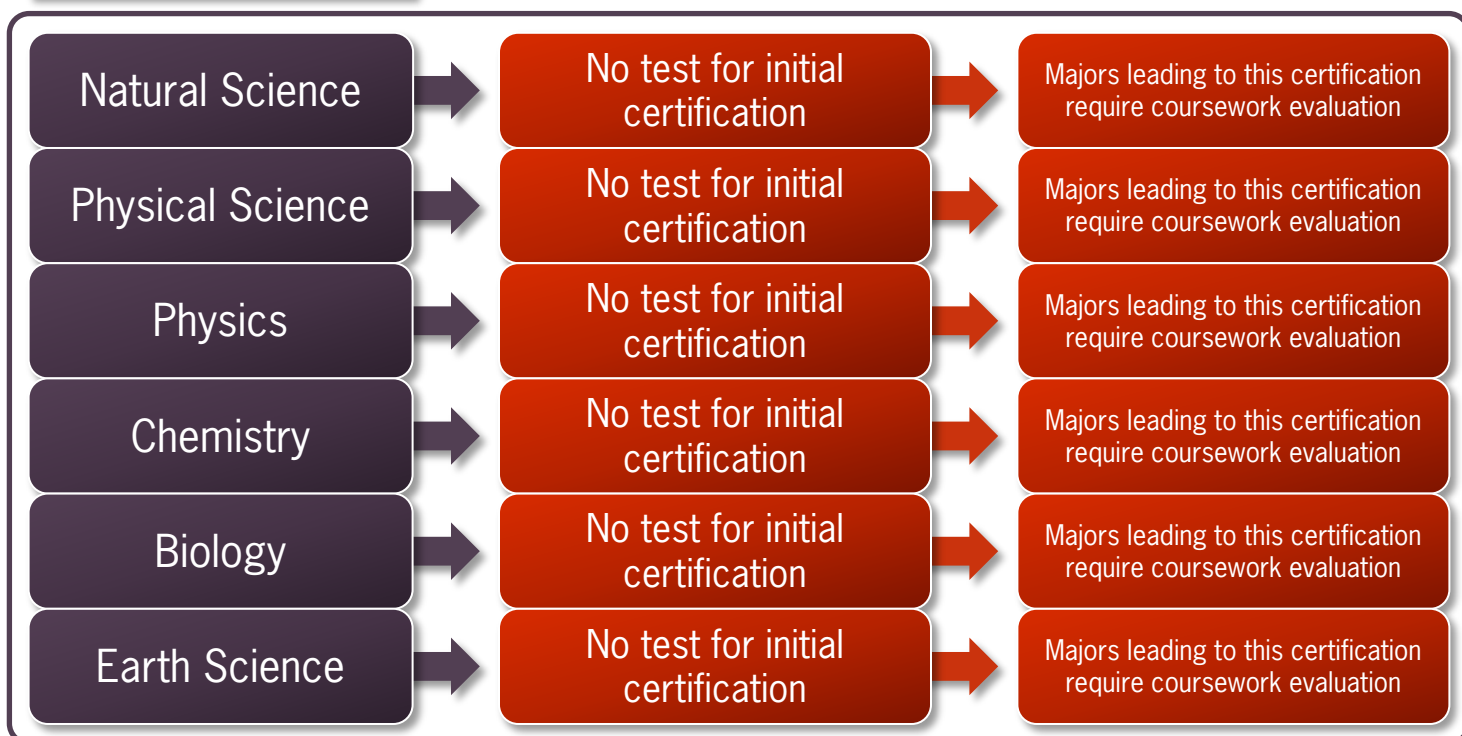 Natural Science
No test for initial
certification
Majors leading to this certification
require coursework evaluation
Physical Science
No test for initial
certification
Majors leading to this certification
require coursework evaluation
Physics
No test for initial
certification
Majors leading to this certification
require coursework evaluation
Chemistry
No test for initial
certification
Majors leading to this certification
require coursework evaluation
Biology
No test for initial
certification
Majors leading to this certification
require coursework evaluation
Earth Science
No test for initial
certification
Majors leading to this certification
require coursework evaluation